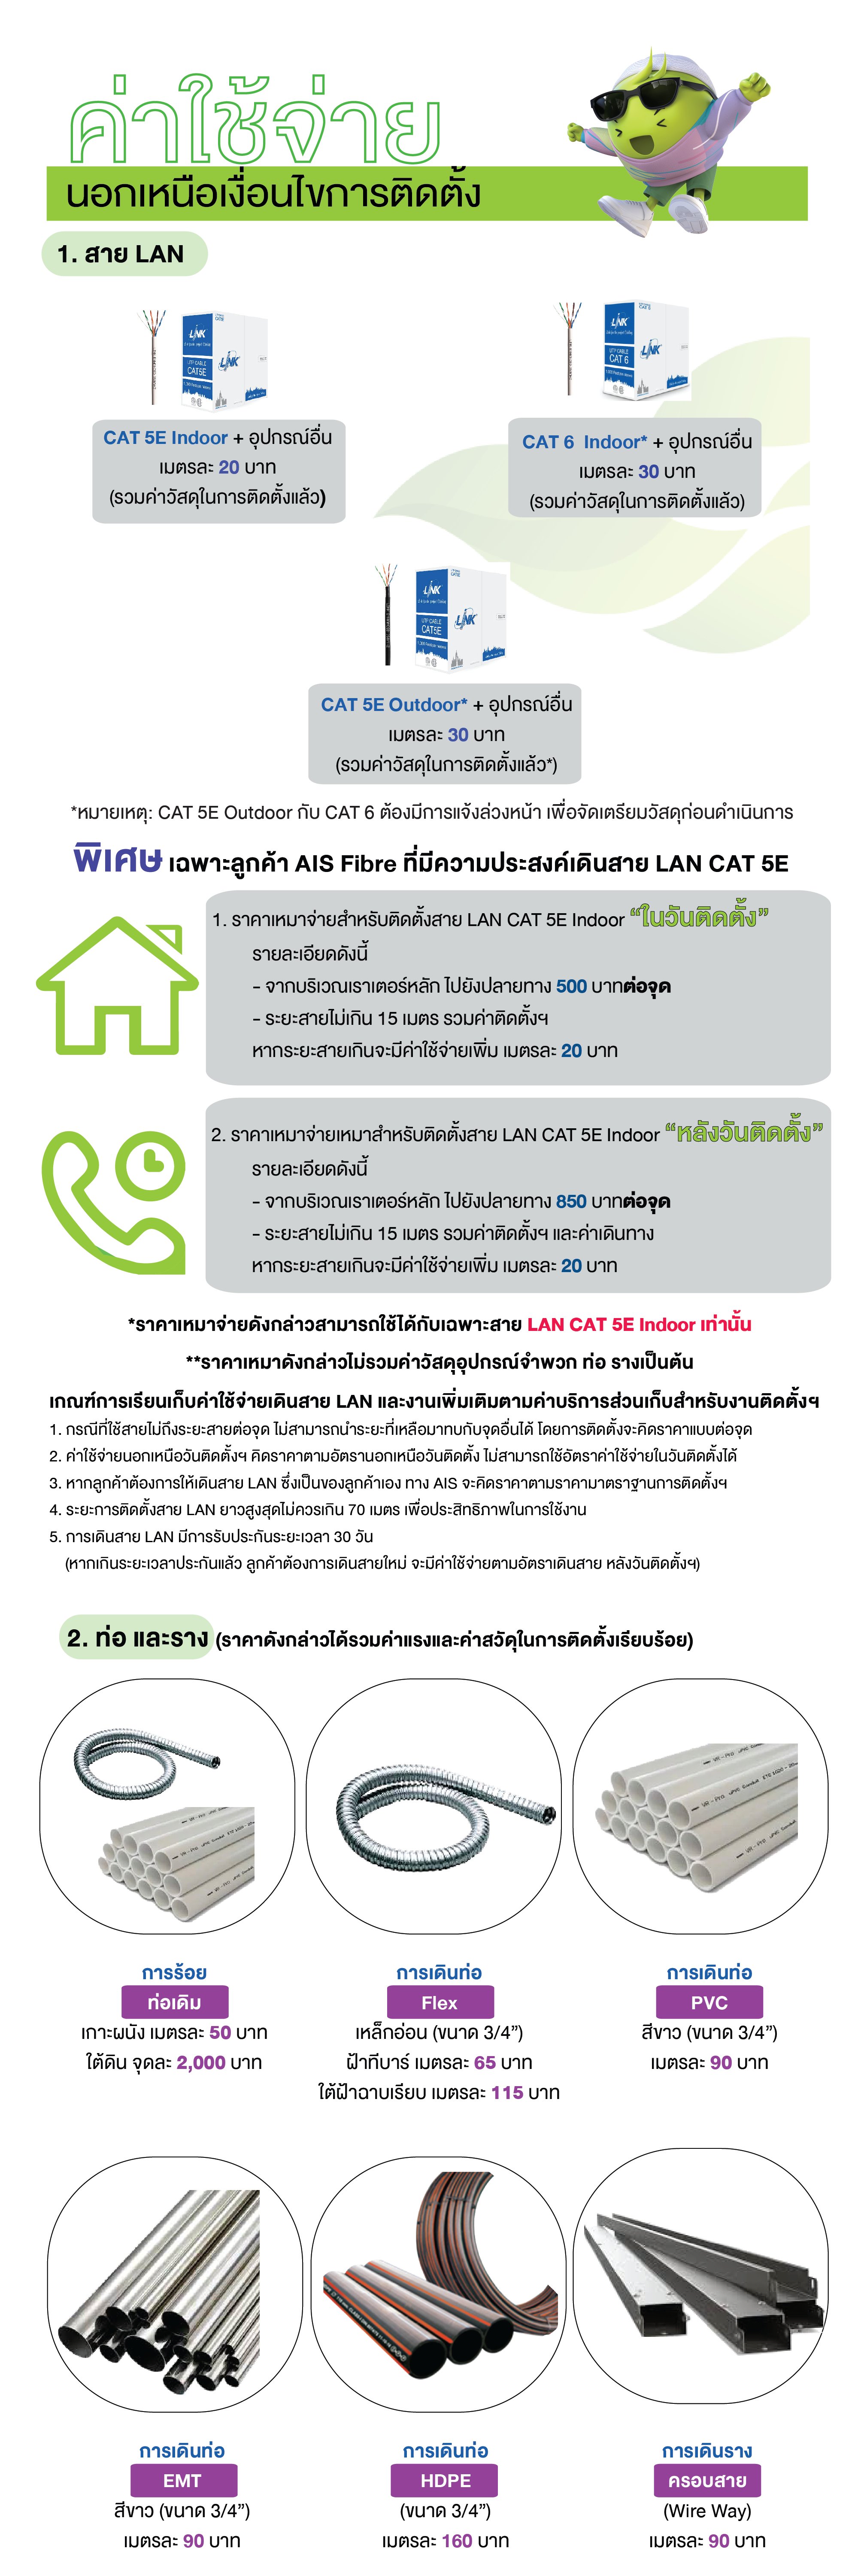 ค่าใช้จ่าย
นอกเหนือเงื่อนไขการติดตั้ง
1. สาย LAN
LINK
UTP CABLE
CAT5E
LINK
LINK
UTP CABLE
CAT 6
LINK
CAT 5E Indoor + อุปกรณ์อื่น
เมตรละ 20 บาท
(รวมค่าวัสดุในการติดตั้งแล้ว)
CAT 6 Indoor* + อุปกรณ์อื่น
เมตรละ 30 บาท
(รวมค่าวัสดุในการติดตั้งแล้ว)
LINK
UTP CABLE
CAT5E
LINK
CAT 5E Outdoor* + อุปกรณ์อื่น
เมตรละ 30 บาท
(รวมค่าวัสดุในการติดตั้งแล้ว*)
*หมายเหตุ: CAT 5E Outdoor กับ CAT 6 ต้องมีการแจ้งล่วงหน้า เพื่อจัดเตรียมวัสดุก่อนดำเนินการ
พิเศษ เฉพาะลูกค้า AIS Fibre ที่มีความประสงค์เดินสาย LAN CAT 5E
1. ราคาเหมาจ่ายสำหรับติดตั้งสาย LAN CAT 5E Indoor “ในวันติดตั้ง”
รายละเอียดดังนี้
- จากบริเวณเราเตอร์หลัก ไปยังปลายทาง 500 บาทต่อจุด
- ระยะสายไม่เกิน 15 เมตร รวมค่าติดตั้งฯ
หากระยะสายเกินจะมีค่าใช้จ่ายเพิ่ม เมตรละ 20 บาท
2. ราคาเหมาจ่ายเหมาสำหรับติดตั้งสาย LAN CAT 5E Indoor “หลังวันติดตั้ง”
รายละเอียดดังนี้
- จากบริเวณเราเตอร์หลัก ไปยังปลายทาง 850 บาทต่อจุด
- ระยะสายไม่เกิน 15 เมตร รวมค่าติดตั้งฯ และค่าเดินทาง
หากระยะสายเกินจะมีค่าใช้จ่ายเพิ่ม เมตรละ 20 บาท
*ราคาเหมาจ่ายดังกล่าวสามารถใช้ได้กับเฉพาะสาย LAN CAT 5E Indoor เท่านั้น
**ราคาเหมาดังกล่าวไม่รวมค่าวัสดุอุปกรณ์จำพวก ท่อ รางเป็นต้น
เกณฑ์การเรียนเก็บค่าใช้จ่ายเดินสาย LAN และงานเพิ่มเติมตามค่าบริการส่วนเก็บสำหรับงานติดตั้งฯ
1. กรณีที่ใช้สายไม่ถึงระยะสายต่อจุด ไม่สามารถนำระยะที่เหลือมาทบกับจุดอื่นได้ โดยการติดตั้งจะคิดราคาแบบต่อจุด
2. ค่าใช้จ่ายนอกเหนือวันติดตั้งฯ คิดราคาตามอัตรานอกเหนือวันติดตั้ง ไม่สามารถใช้อัตราค่าใช้จ่ายในวันติดตั้งได้
3. หากลูกค้าต้องการให้เดินสาย LAN ซึ่งเป็นของลูกค้าเอง ทาง AIS จะคิดราคาตามราคามาตราฐานการติดตั้งฯ
4. ระยะการติดตั้งสาย LAN ยาวสูงสุดไม่ควรเกิน 70 เมตร เพื่อประสิทธิภาพในการใช้งาน
5. การเดินสาย LAN มีการรับประกันระยะเวลา 30 วัน
(หากเกินระยะเวลาประกันแล้ว ลูกค้าต้องการเดินสายใหม่ จะมีค่าใช้จ่ายตามอัตราเดินสาย หลังวันติดตั้งฯ)
2. ท่อ และราง (ราคาดังกล่าวได้รวมค่าแรงและค่าสวัดุในการติดตั้งเรียบร้อย)
การร้อย
ท่อเดิม
เกาะผนัง เมตรละ 50 บาท
ใต้ดิน จุดละ 2,000 บาท
การเดินท่อ
Flex
เหล็กอ่อน (ขนาด 3/4”)
ฝ้าทีบาร์ เมตรละ 65 บาท
ใต้ฝ้าฉาบเรียบ เมตรละ 115 บาท
การเดินท่อ
PVC
สีขาว (ขนาด 3/4”)
เมตรละ 90 บาท
การเดินท่อ
EMT
สีขาว (ขนาด 3/4”)
เมตรละ 90 บาท
การเดินท่อ
HDPE
(ขนาด 3/4”)
เมตรละ 160 บาท
การเดินราง
ครอบสาย
(Wire Way)
เมตรละ 90 บาท